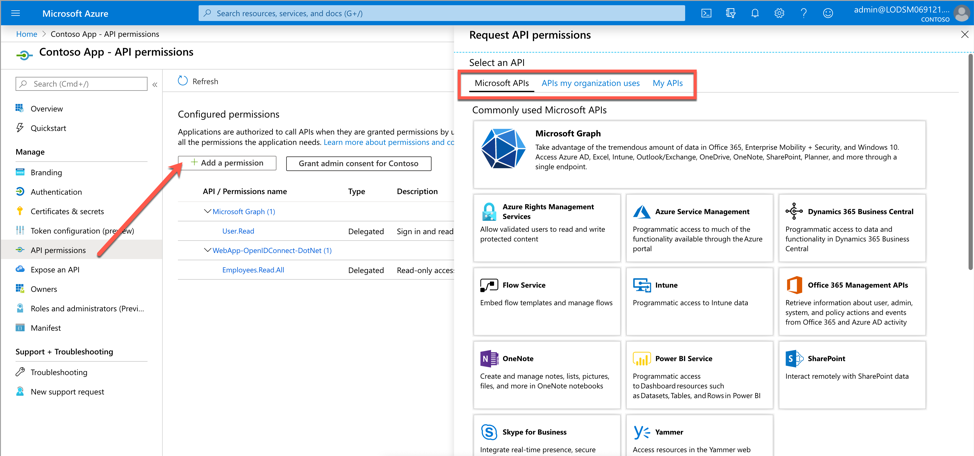 Microsoft Azure
Search resources, services, and docs (G+/)
admin@LODSM069121....
CONTOSO
Home > Contoso App - API permissions
Contoso App - API permissions
Search (Cmd+/)
«
Overview
Quickstart
Manage
Branding
Authentication
Certificates & secrets
Token configuration (preview)
API permissions
Expose an API
Owners
Roles and administrators (Previ...
Manifest
Support + Troubleshooting
Troubleshooting
New support request
Refresh
Configured permissions
Applications are authorized to call APIs when they are granted permissions by u
all the permissions the application needs. Learn more about permissions and co
+ Add a permission
Grant admin consent for Contoso
API / Permissions name Type Description
Microsoft Graph (1)
User.Read Delegated Sign in and read
WebApp-OpenIDConnect-DotNet (1)
Employees.Read.All Delegated Read-only acces
Request API permissions
Select an API
Microsoft APIs APIs my organization uses My APIs
Commonly used Microsoft APIs
Microsoft Graph
Take advantage of the tremendous amount of data in Office 365, Enterprise Mobility + Security, and Windows 10.
Access Azure AD, Excel, Intune, Outlook/Exchange, OneDrive, OneNote, SharePoint, Planner, and more through a
single endpoint.
Azure Rights Management
Services
Allow validated users to read and write
protected content
Azure Service Management
Programmatic access to much of the
functionality available through the Azure
portal
Dynamics 365 Business Central
Programmatic access to data and
functionality in Dynamics 365 Business
Central
Flow Service
Embed flow templates and manage flows
Intune
Programmatic access to Intune data
Office 365 Management APIs
Retrieve information about user, admin,
system, and policy actions and events
from Office 365 and Azure AD activity
OneNote
Create and manage notes, lists, pictures,
files, and more in OneNote notebooks
Power BI Service
Programmatic access
to Dashboard resources such
as Datasets, Tables, and Rows in Power BI
SharePoint
Interact remotely with SharePoint data
Skype for Business
Integrate real-time presence, secure
Yammer
Access resources in the Yammer web